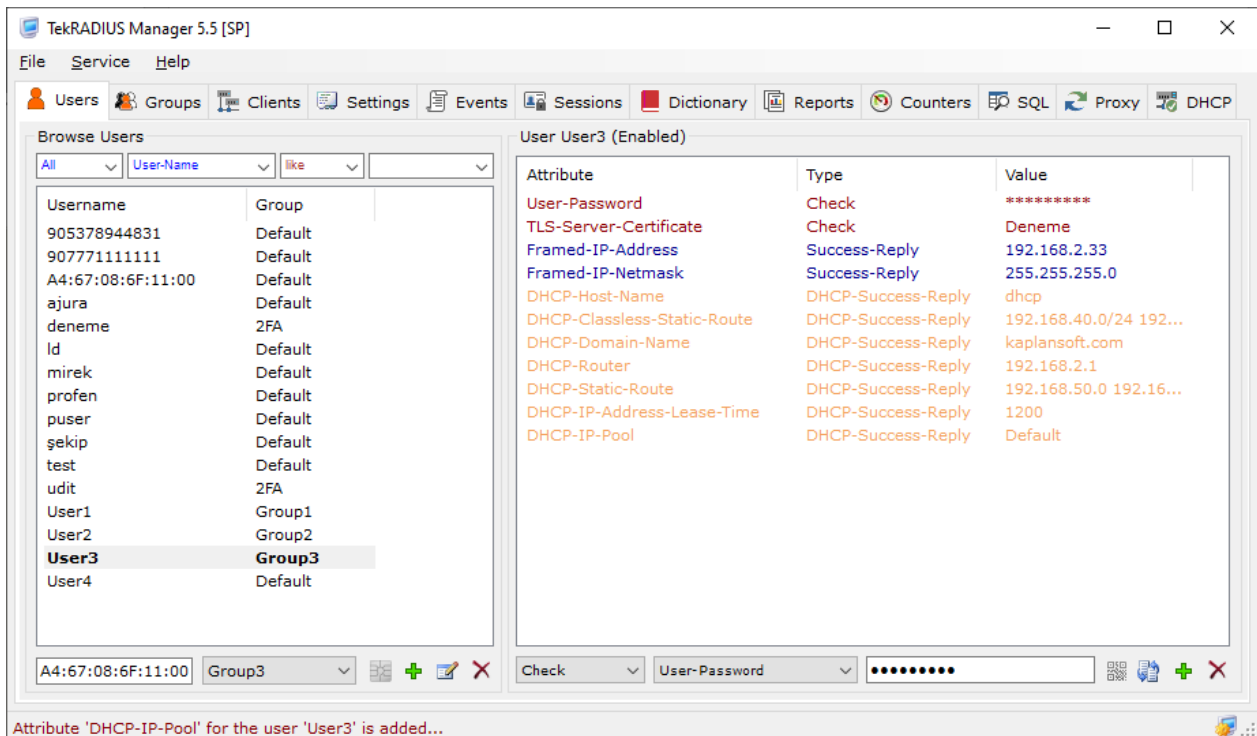 TekRADIUS Manager 5.5 [SP]
File Service Help
Users Groups Clients Settings Events Sessions Dictionary Reports Counters SQL Proxy DHCP
Browse Users
All User-Name like
Username Group
905378944831 Default
907771111111 Default
A4:67:08:6F:11:00 Default
ajura Default
deneme 2FA
ld Default
mirek Default
profen Default
puser Default
şekip Default
test Default
udit 2FA
User1 Group1
User2 Group2
User3 Group3
User4 Default
A4:67:08:6F:11:00 Group3
User User3 (Enabled)
Attribute Type Value
User-Password Check *********
TLS-Server-Certificate Check Deneme
Framed-IP-Address Success-Reply 192.168.2.33
Framed-IP-Netmask Success-Reply 255.255.255.0
DHCP-Host-Name DHCP-Success-Reply dhcp
DHCP-Classless-Static-Route DHCP-Success-Reply 192.168.40.0/24 192...
DHCP-Domain-Name DHCP-Success-Reply kaplansoft.com
DHCP-Router DHCP-Success-Reply 192.168.2.1
DHCP-Static-Route DHCP-Success-Reply 192.168.50.0 192.16...
DHCP-IP-Address-Lease-Time DHCP-Success-Reply 1200
DHCP-IP-Pool DHCP-Success-Reply Default
Check User-Password •••••••••
Attribute 'DHCP-IP-Pool' for the user 'User3' is added...